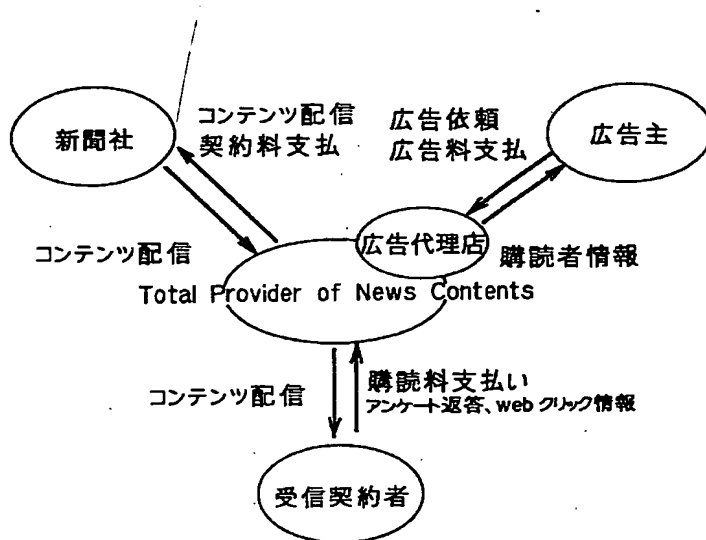 コンテンツ配信
契約料支払
広告依頼
広告料支払
新聞社
広告主
広告代理店
コンテンツ配信
購読者情報
Total Provider of News Contents
コンテンツ配信
購読料支払い
アンケート返答、webクリック情報
受信契約者